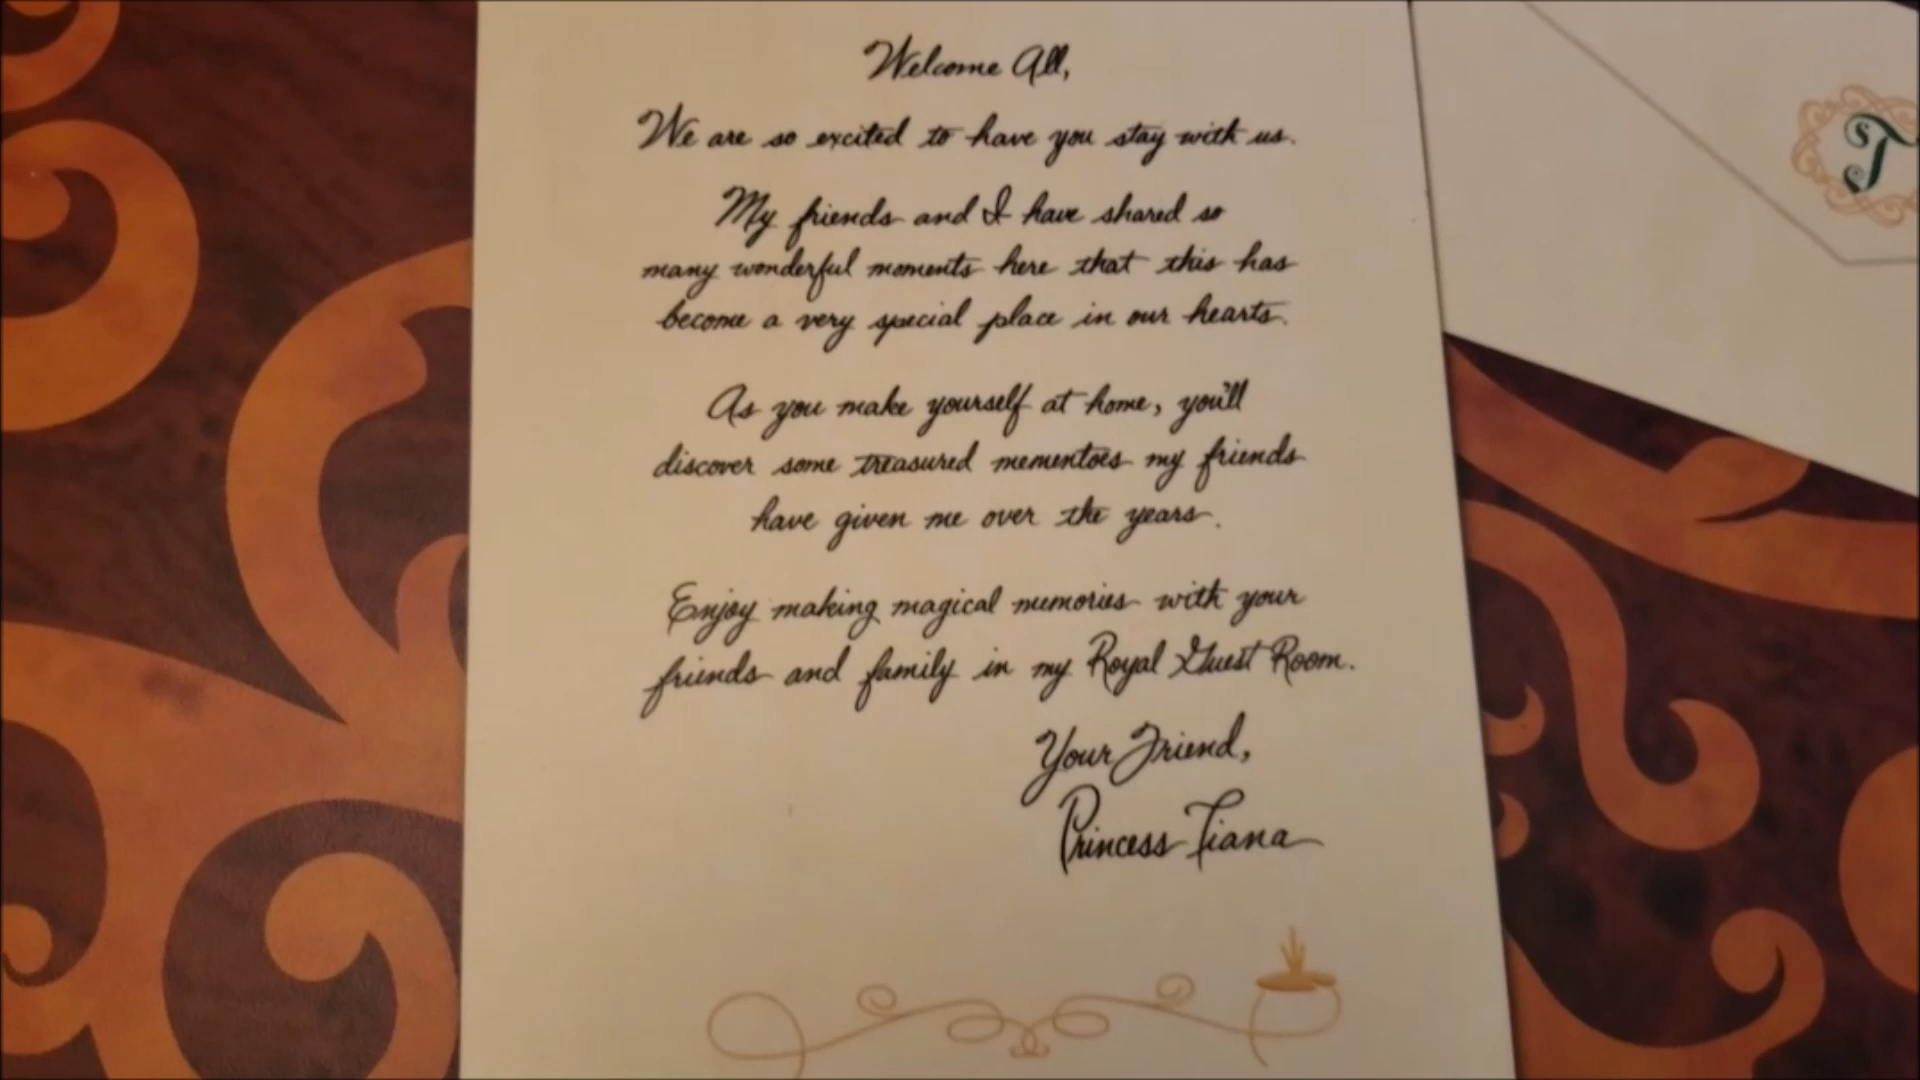 Welcome All,
We are so excited to have you stay with us.
My friends and I have shared so
many wonderful moments here that this has
become a very special place in our hearts.
As you make yourself at home, you'll
discover some treasured mementoes my friends
have given me over the years.
Enjoy making magical memories with your
friends and family in my Royal Guest Room.
Your Friend,
Princess Tiana
T